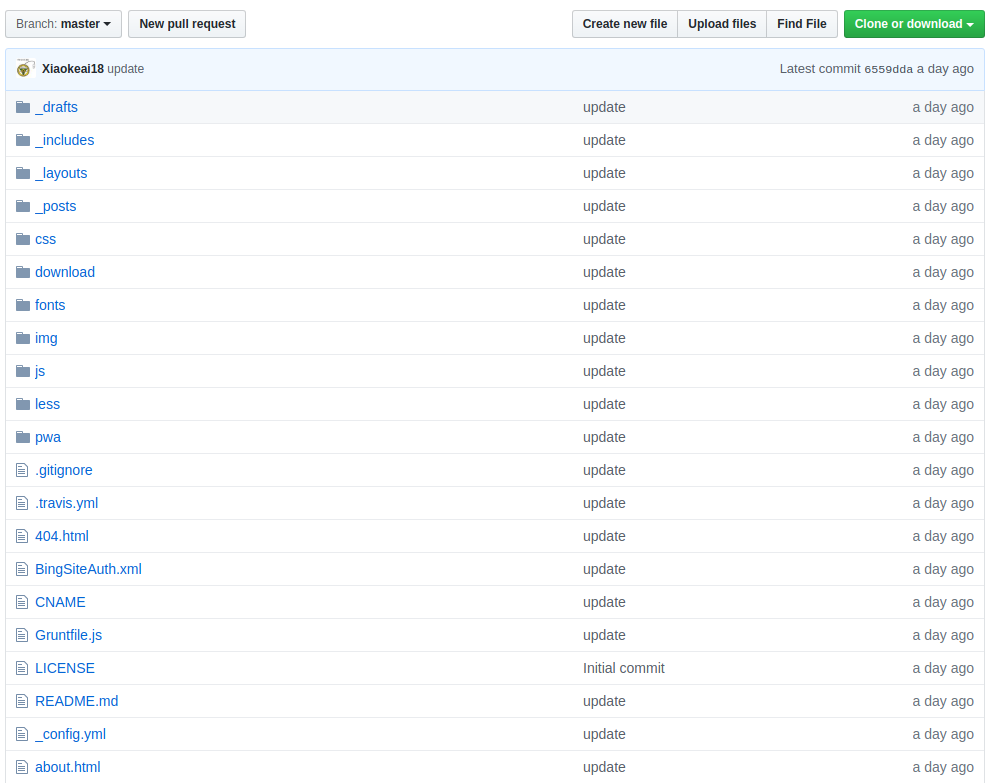 Branch: master New pull request Create new file Upload files Find File Clone or download
Xiaokeai18 update Latest commit 6559dda a day ago
_drafts update a day ago
_includes update a day ago
_layouts update a day ago
_posts update a day ago
css update a day ago
download update a day ago
fonts update a day ago
img update a day ago
js update a day ago
less update a day ago
pwa update a day ago
.gitignore update a day ago
.travis.yml update a day ago
404.html update a day ago
BingSiteAuth.xml update a day ago
CNAME update a day ago
Gruntfile.js update a day ago
LICENSE Initial commit a day ago
README.md update a day ago
_config.yml update a day ago
about.html update a day ago